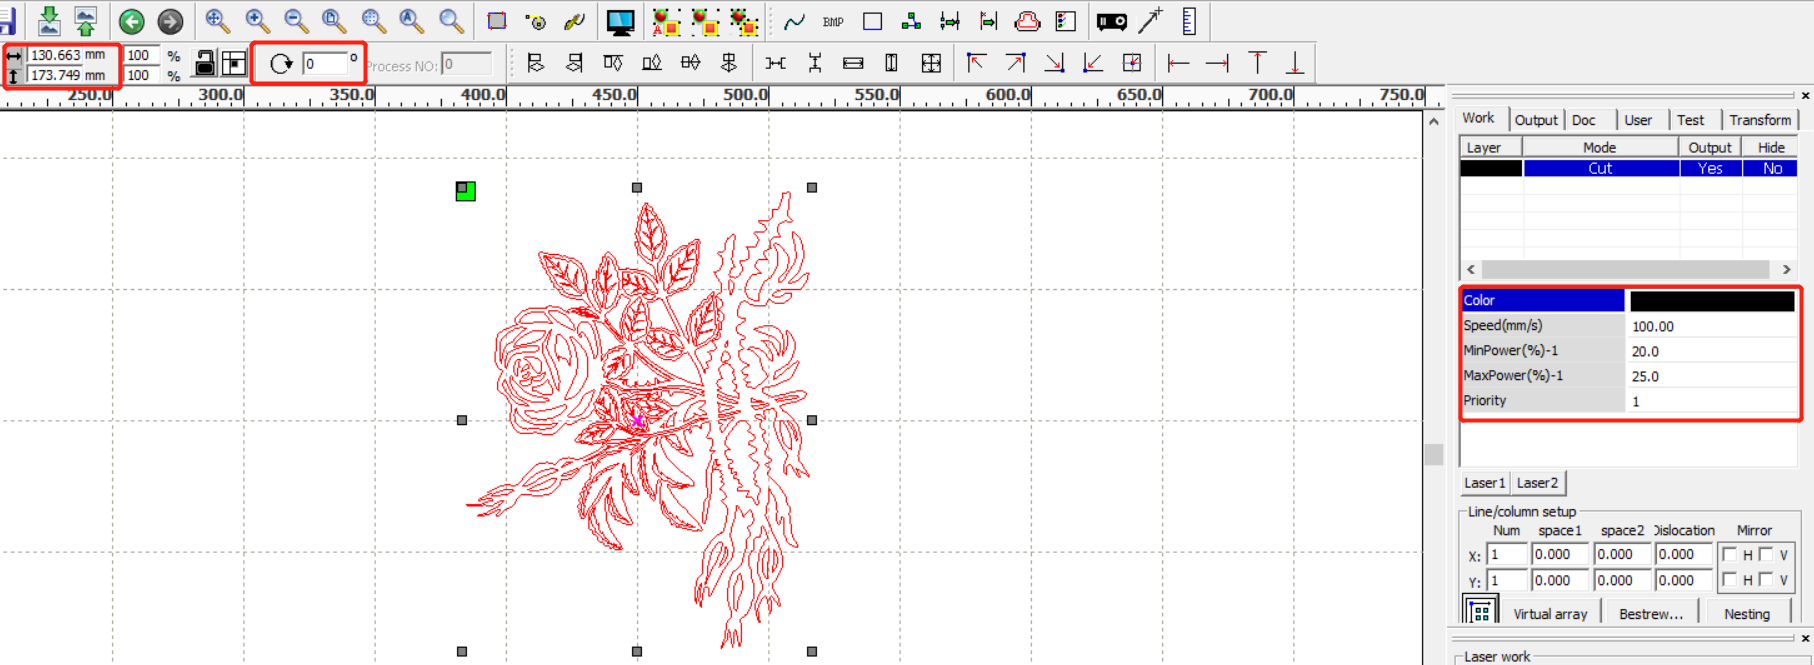 BMP
130.663 mm 100 %
173.749 mm 100 %
0 °
Process NO: 0
250.0 300.0 350.0 400.0 450.0 500.0 550.0 600.0 650.0 700.0 750.0
Work Output Doc User Test Transform
Layer Mode Output Hide
Cut Yes No
Color
Speed(mm/s) 100.00
MinPower(%)-1 20.0
MaxPower(%)-1 25.0
Priority 1
Laser1 Laser2
Line/column setup
Num space1 space2 Dislocation Mirror
X: 1 0.000 0.000 0.000 H V
Y: 1 0.000 0.000 0.000 H V
Virtual array Bestrew... Nesting
Laser work